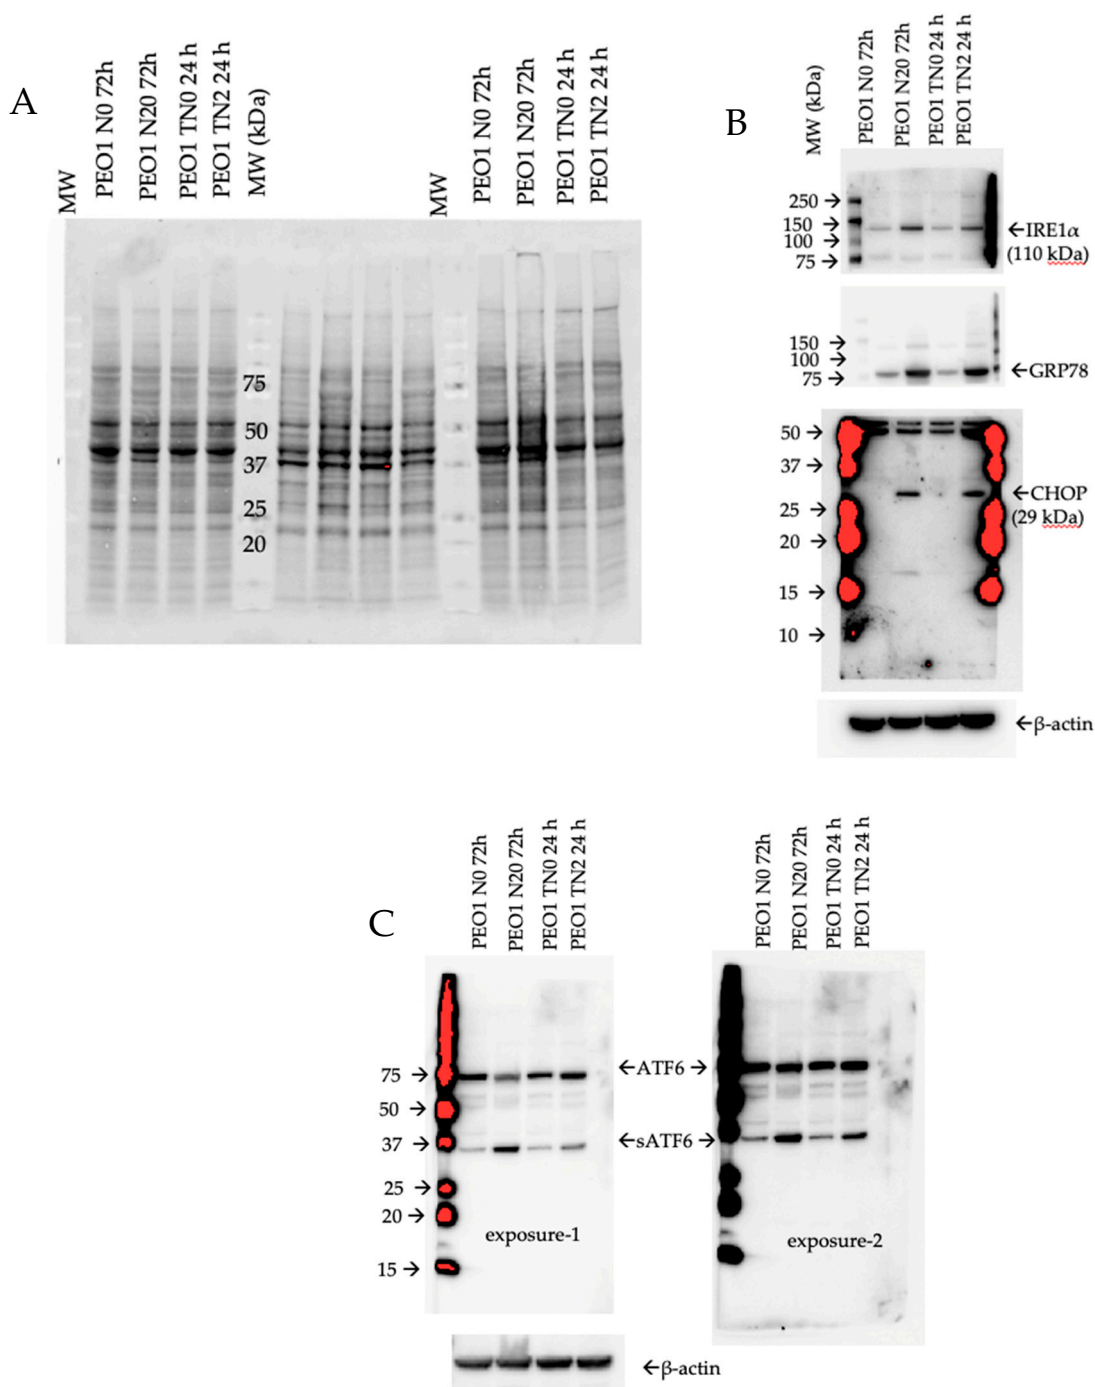 A
MW
PEO1 N0 72h
PEO1 N20 72h
PEO1 TN0 24 h
PEO1 TN2 24 h
MW (kDa)
MW
PEO1 N0 72h
PEO1 N20 72h
PEO1 TN0 24 h
PEO1 TN2 24 h
75
50
37
25
20
B
MW (kDa)
PEO1 N0 72h
PEO1 N20 72h
PEO1 TN0 24 h
PEO1 TN2 24 h
250→
150→
100→
75→
←IRE1α
(110 kDa)
150→
100→
75→
←GRP78
50→
37→
25→
20→
15→
10→
←CHOP
(29 kDa)
←β-actin
C
PEO1 N0 72h
PEO1 N20 72h
PEO1 TN0 24 h
PEO1 TN2 24 h
PEO1 N0 72h
PEO1 N20 72h
PEO1 TN0 24 h
PEO1 TN2 24 h
75→
50→
37→
25→
20→
15→
←ATF6→
←sATF6→
exposure-1
exposure-2
←β-actin